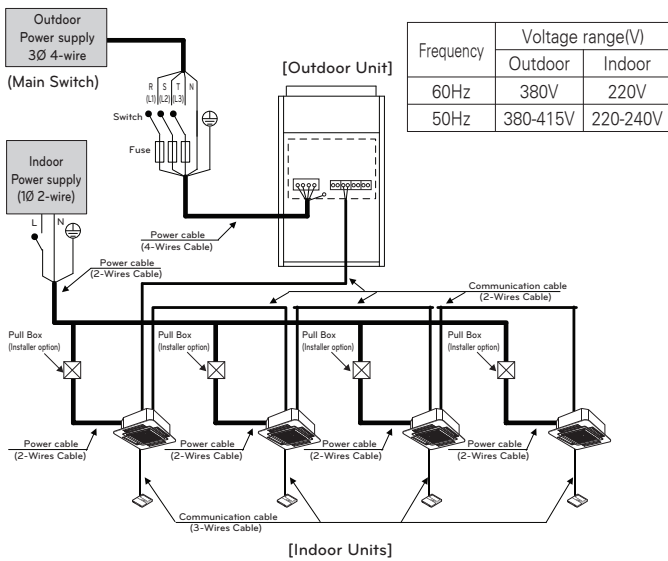 Outdoor
Power supply
3Ø 4-wire
(Main Switch)
R S T N
(L1) (L2) (L3)
Switch
Fuse
[Outdoor Unit]
Frequency Voltage range(V)
Outdoor Indoor
60Hz 380V 220V
50Hz 380-415V 220-240V
Indoor
Power supply
(1Ø 2-wire)
L N
Power cable
(4-Wires Cable)
Power cable
(2-Wires Cable)
Communication cable
(2-Wires Cable)
Pull Box
(Installer option)
Pull Box
(Installer option)
Pull Box
(Installer option)
Pull Box
(Installer option)
Power cable
(2-Wires Cable)
Power cable
(2-Wires Cable)
Power cable
(2-Wires Cable)
Power cable
(2-Wires Cable)
Communication cable
(3-Wires Cable)
[Indoor Units]